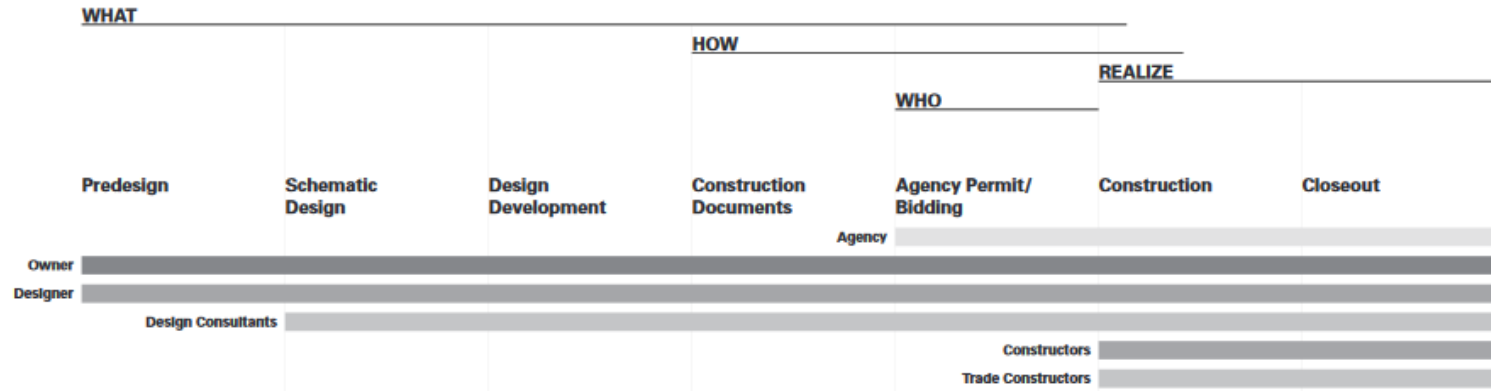 WHAT
HOW
REALIZE
WHO
Predesign
Schematic
Design
Design
Development
Construction
Documents
Agency Permit/
Bidding
Construction
Closeout
Agency
Owner
Designer
Design Consultants
Constructors
Trade Constructors